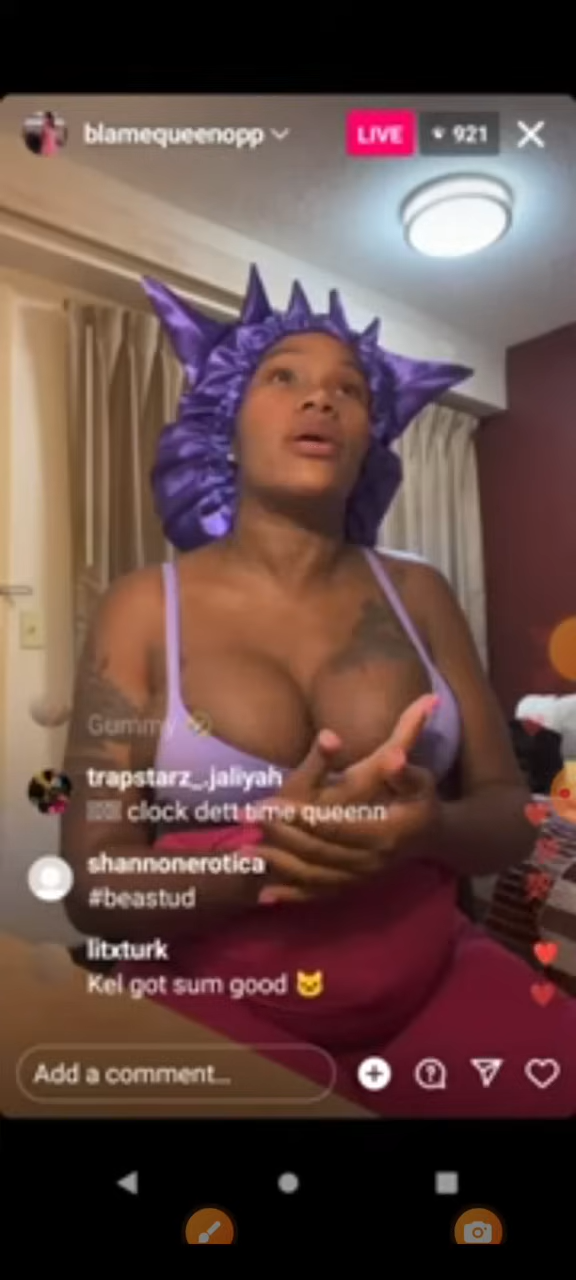 blamequeenopp
LIVE
921
Gummy
trapstarz_.jaliyah
clock dett time queenn
shannonerotica
#beastud
litxturk
Kel got sum good 🐱
Add a comment...